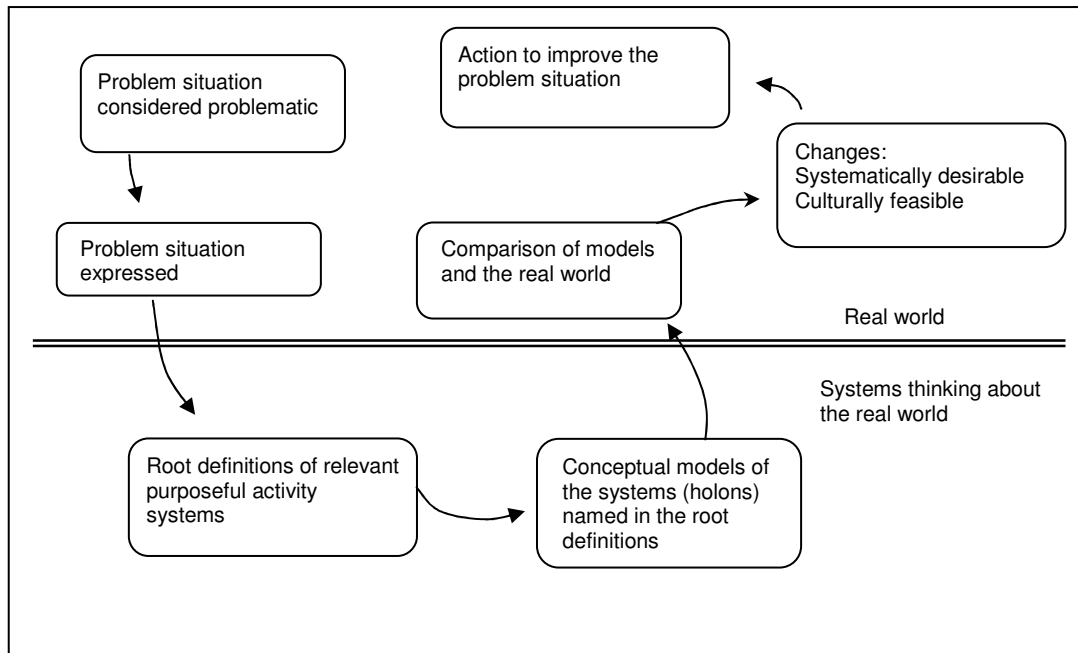 Problem situation
considered problematic
Problem situation
expressed
Root definitions of relevant
purposeful activity
systems
Conceptual models of
the systems (holons)
named in the root
definitions
Comparison of models
and the real world
Changes:
Systematically desirable
Culturally feasible
Action to improve the
problem situation
Real world
Systems thinking about
the real world